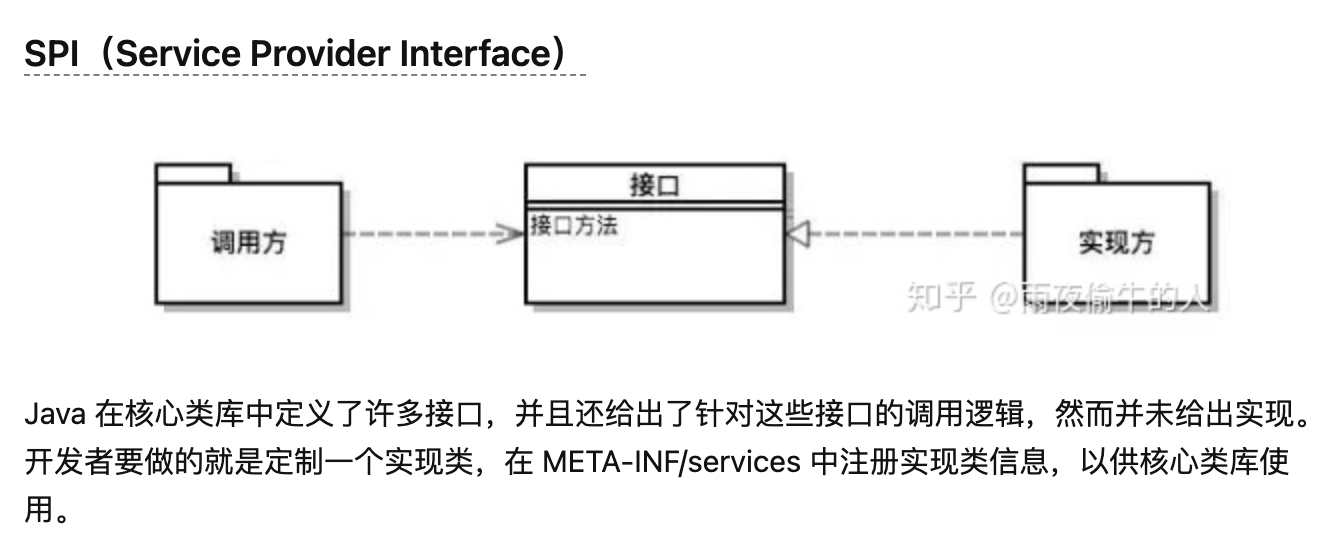 SPI（Service Provider Interface）
接口
接口方法
调用方
实现方
知乎 @雨夜偷牛的人
Java 在核心类库中定义了许多接口，并且还给出了针对这些接口的调用逻辑，然而并未给出实现。
开发者要做的就是定制一个实现类，在 META-INF/services 中注册实现类信息，以供核心类库使
用。